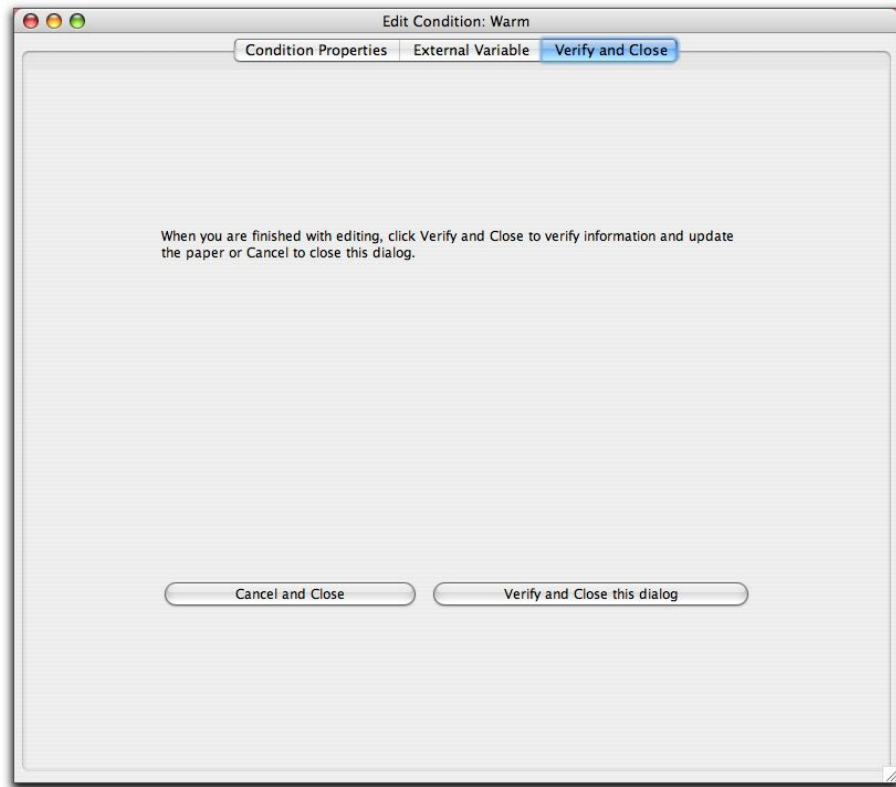 Edit Condition: Warm
Condition Properties External Variable Verify and Close
When you are finished with editing, click Verify and Close to verify information and update
the paper or Cancel to close this dialog.
Cancel and Close Verify and Close this dialog